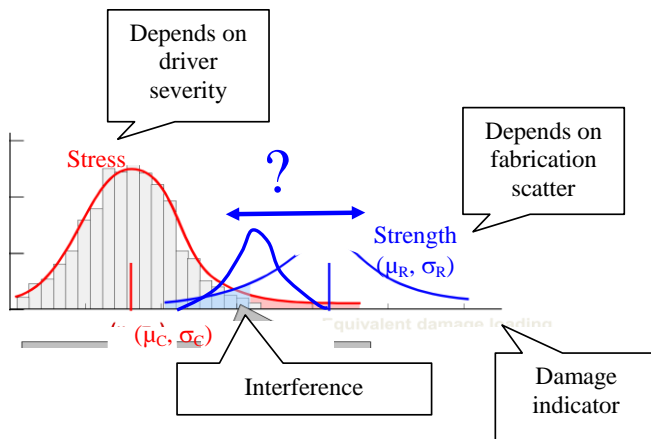 Depends on
driver
severity
Depends on
fabrication
scatter
Stress
?
Strength
(μR, σR)
(μC, σC)
Equivalent damage loading
Interference
Damage
indicator